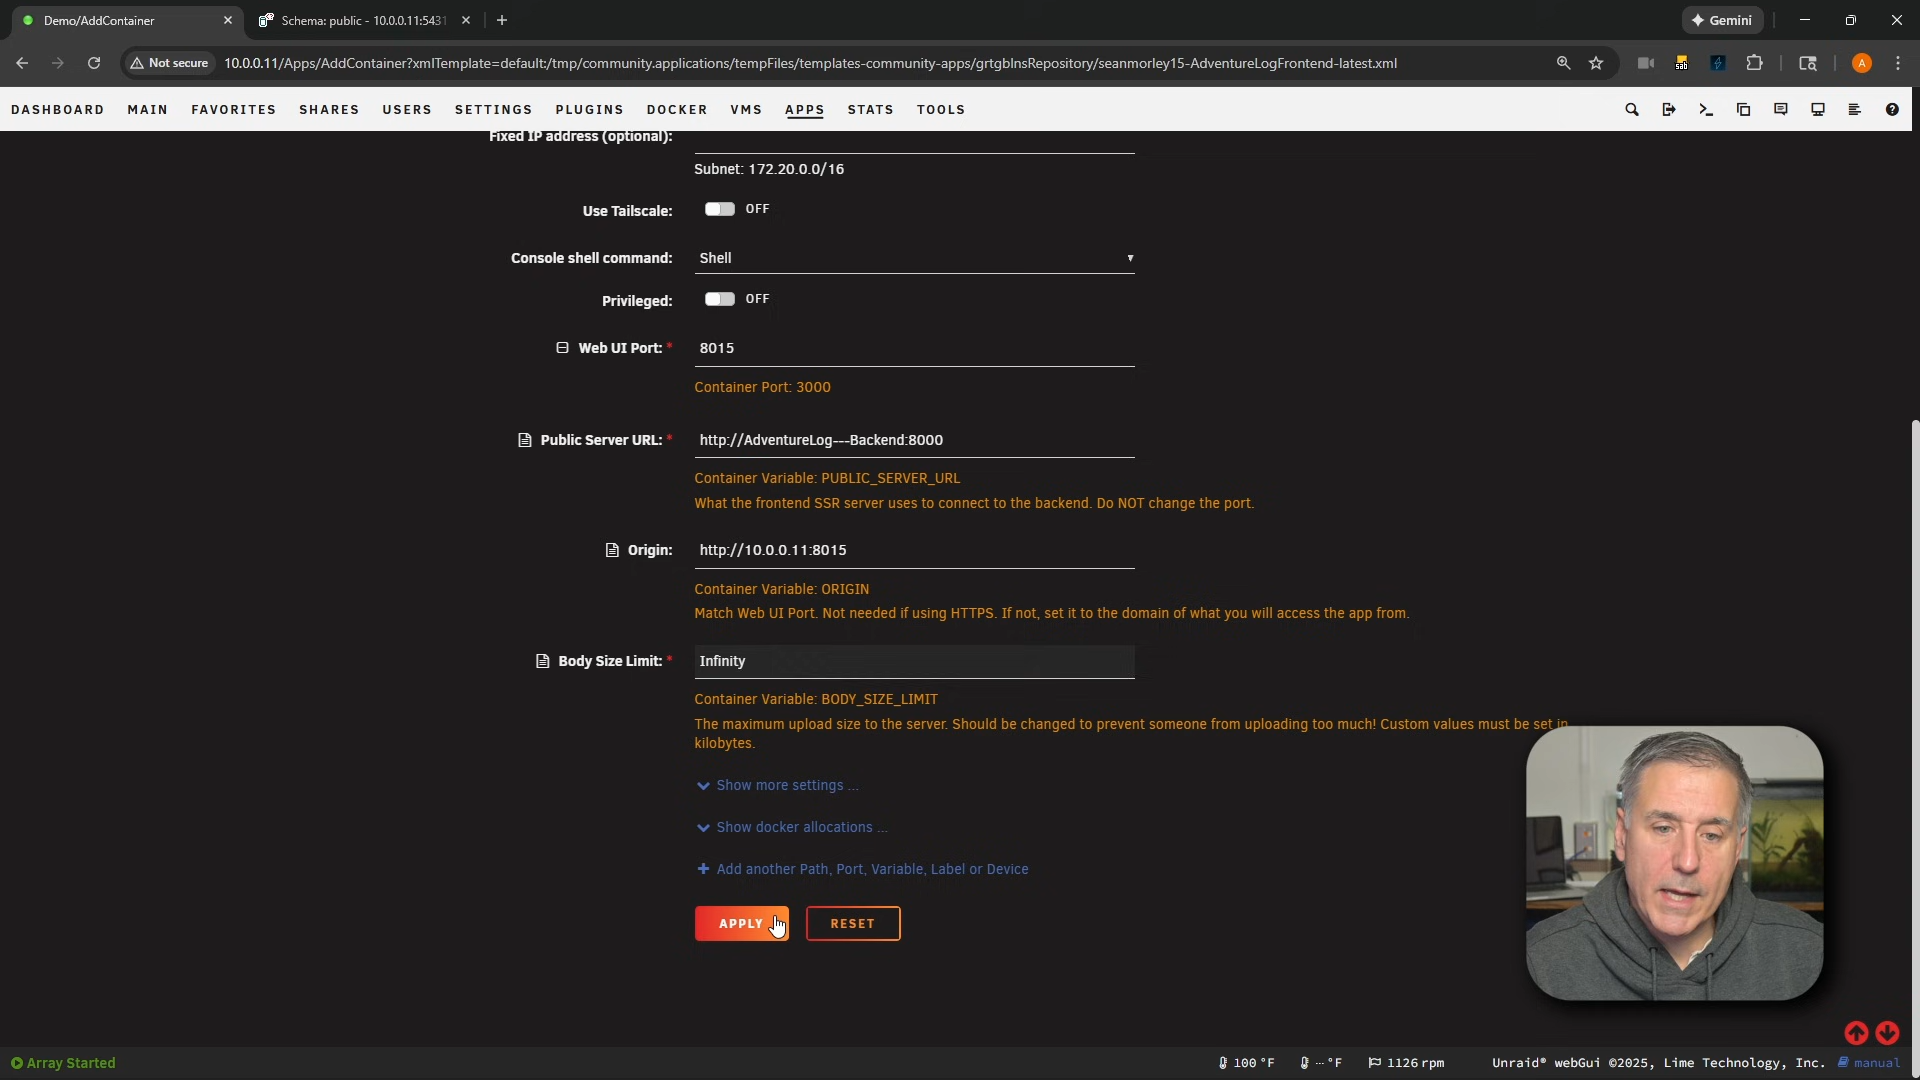 Demo/AddContainer
Schema: public - 10.0.0.11:5431
Gemini
Not secure
10.0.0.11/Apps/AddContainer?xmlTemplate=default:/tmp/community.applications/tempFiles/templates-community-apps/grtgblnsRepository/seanmorley15-AdventureLogFrontend-latest.xml
A
DASHBOARD MAIN FAVORITES SHARES USERS SETTINGS PLUGINS DOCKER VMS APPS STATS TOOLS
Fixed IP address (optional):
Subnet: 172.20.0.0/16
Use Tailscale: OFF
Console shell command: Shell
Privileged: OFF
Web UI Port: * 8015
Container Port: 3000
Public Server URL: * http://AdventureLog---Backend:8000
Container Variable: PUBLIC_SERVER_URL
What the frontend SSR server uses to connect to the backend. Do NOT change the port.
Origin: http://10.0.0.11:8015
Container Variable: ORIGIN
Match Web UI Port. Not needed if using HTTPS. If not, set it to the domain of what you will access the app from.
Body Size Limit: * Infinity
Container Variable: BODY_SIZE_LIMIT
The maximum upload size to the server. Should be changed to prevent someone from uploading too much! Custom values must be set in
kilobytes.
Show more settings ...
Show docker allocations ...
Add another Path, Port, Variable, Label or Device
APPLY RESET
Array Started
100 °F -- °F 1126 rpm Unraid® webGui ©2025, Lime Technology, Inc. manual